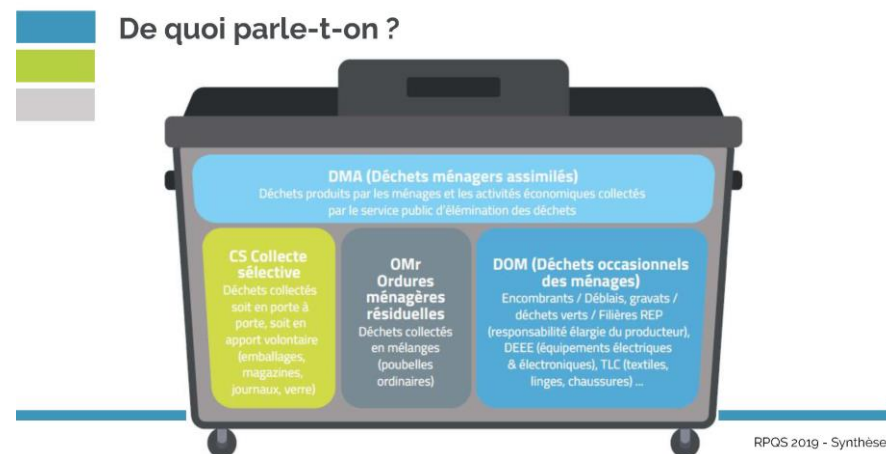 De quoi parle-t-on ?
DMA (Déchets ménagers assimilés)
Déchets produits par les ménages et les activités économiques collectés
par le service public d'élémination des déchets
CS Collecte
sélective
Déchets collectés
soit en porte à
porte, soit en
apport volontaire
(emballages,
magazines,
journaux, verre)
OMr
Ordures
ménagères
résiduelles
Déchets collectés
en mélanges
(poubelles
ordinaires)
DOM (Déchets occasionnels
des ménages)
Encombrants / Déblais, gravats /
déchets verts / Filières REP
(responsabilité élargie du producteur),
DEEE (équipements électriques
& électroniques), TLC (textiles,
linges, chaussures) ...
RPQS 2019 - Synthèse